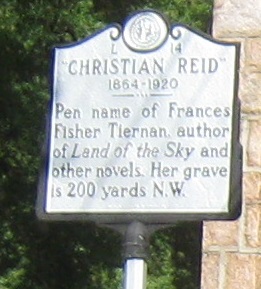 L 14
"CHRISTIAN REID"
1864-1920
Pen name of Frances
Fisher Tiernan, author
of Land of the Sky and
other novels. Her grave
is 200 yards N.W.